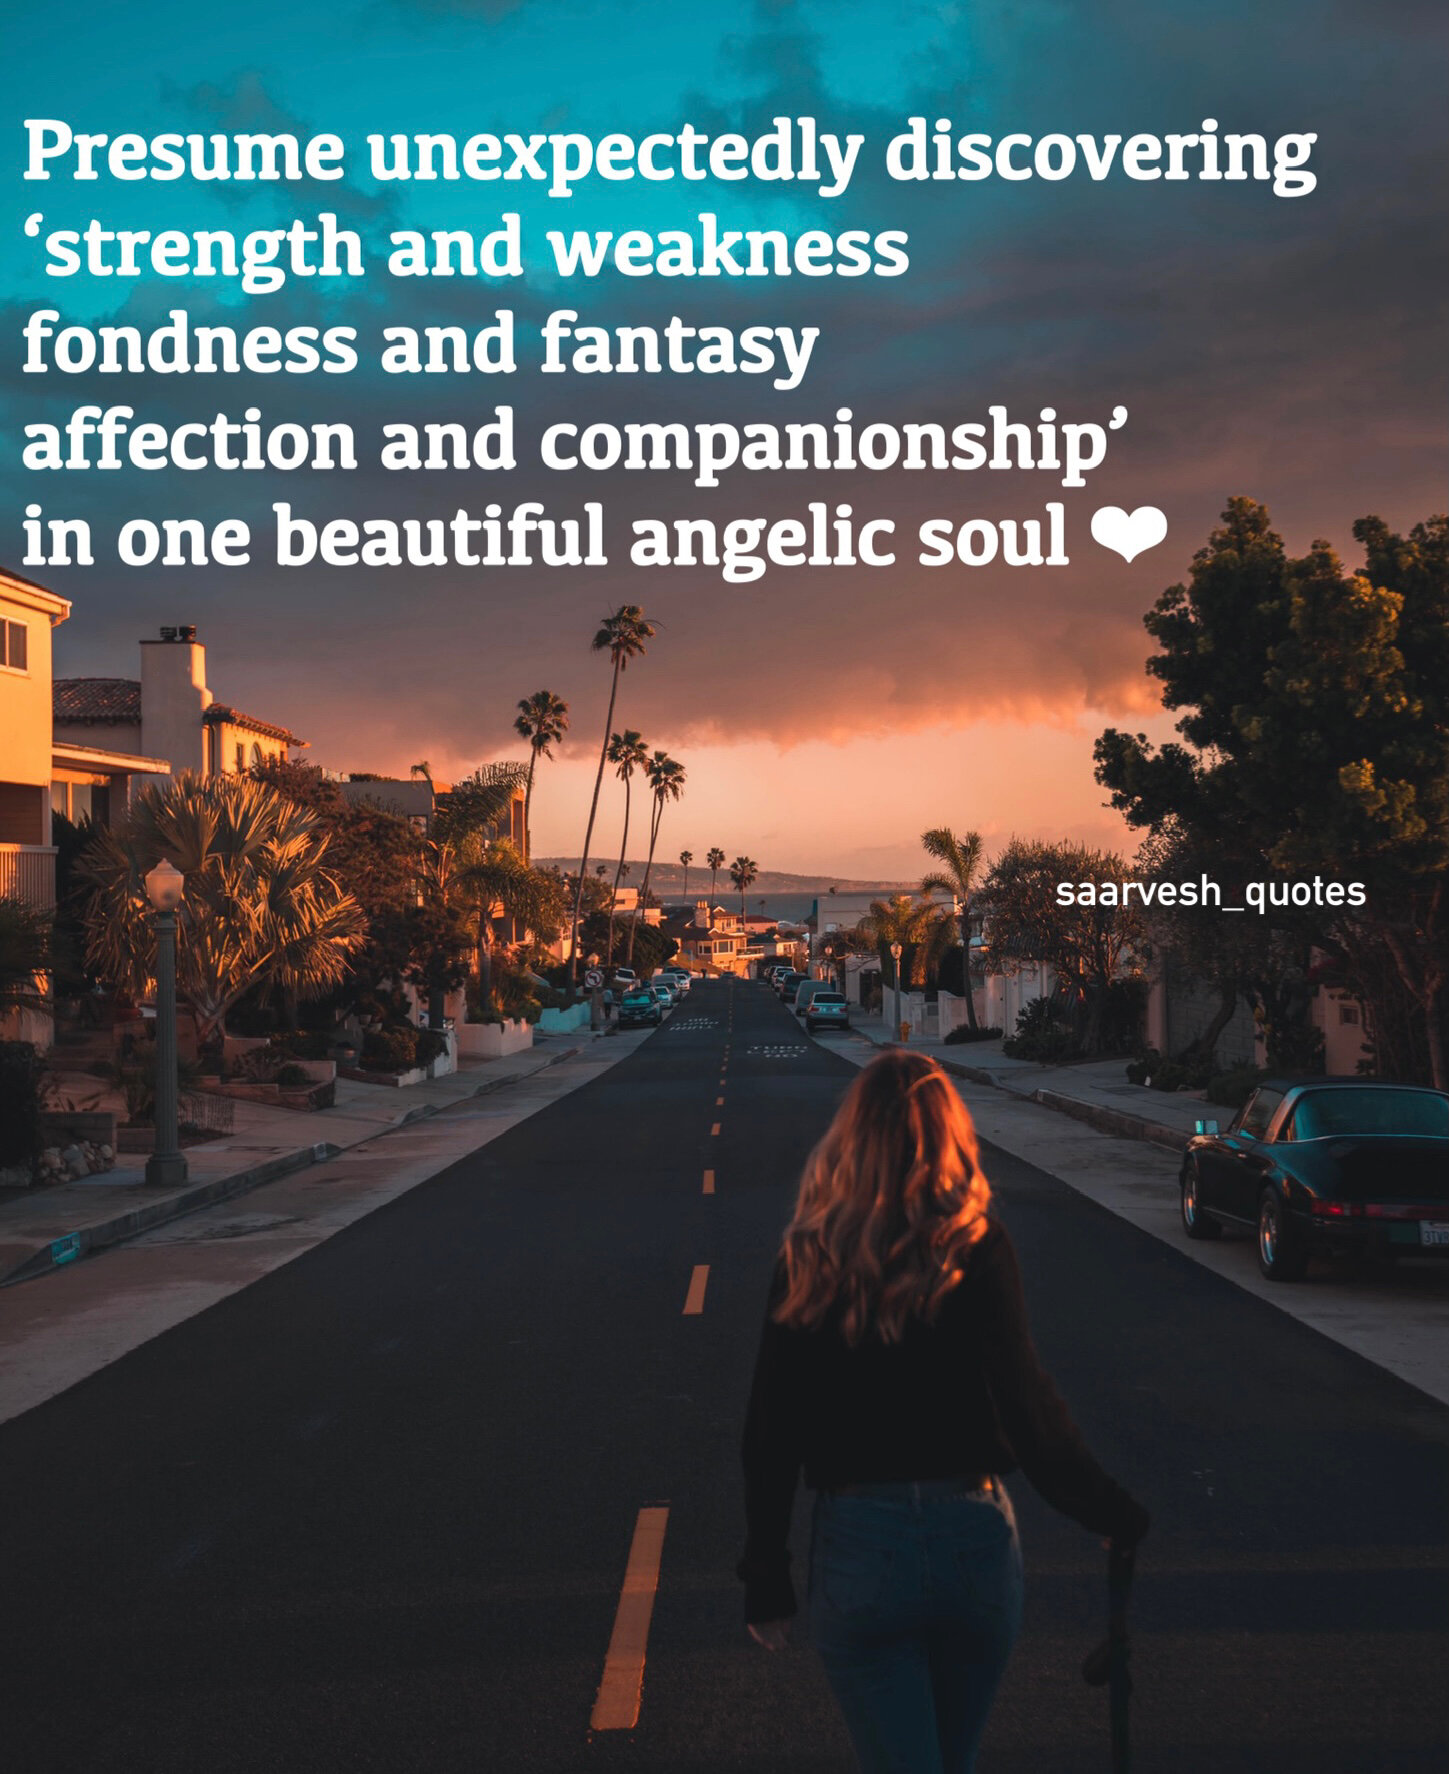 Presume unexpectedly discovering
‘strength and weakness
fondness and fantasy
affection and companionship’
in one beautiful angelic soul ❤
saarvesh_quotes